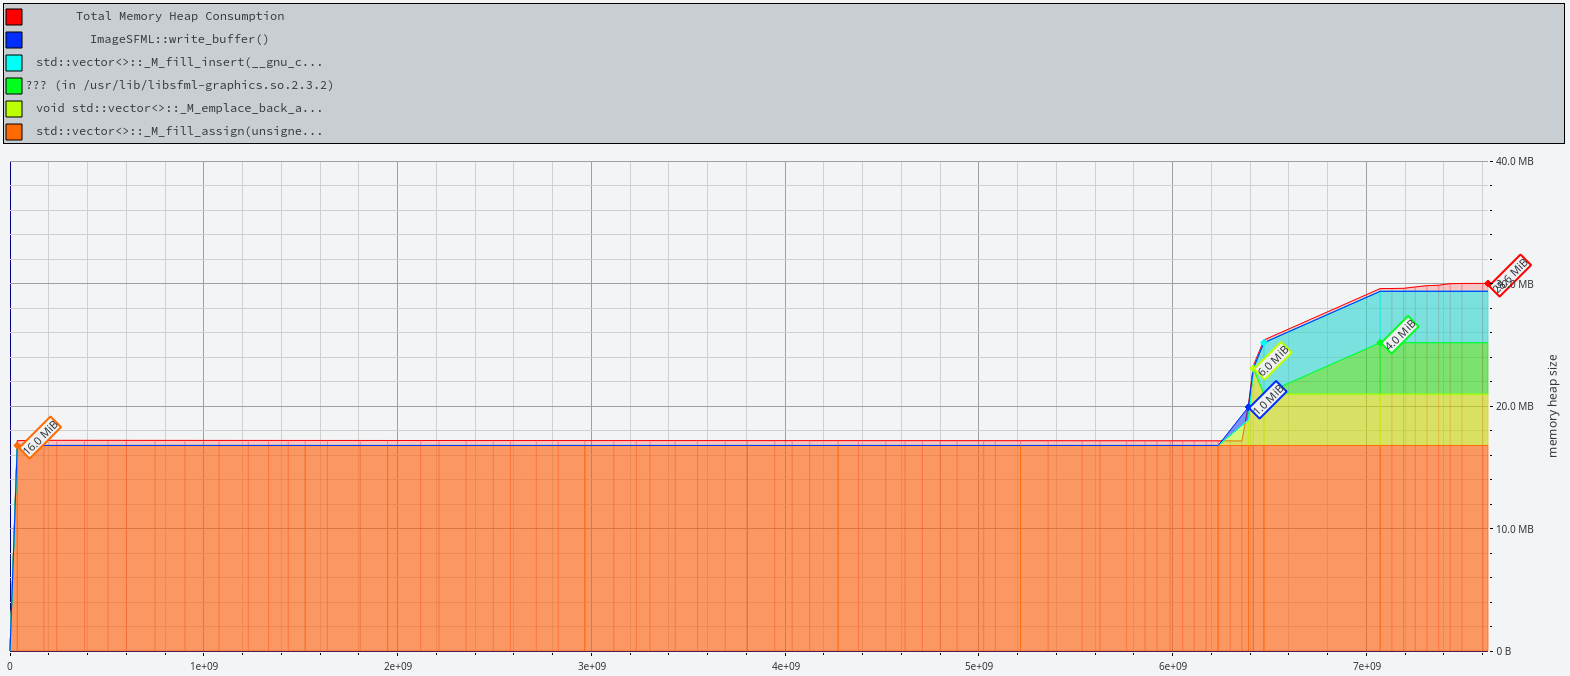 Total Memory Heap Consumption
ImageSFML::write_buffer()
std::vector<>::_M_fill_insert(__gnu_c...
??? (in /usr/lib/libsfml-graphics.so.2.3.2)
void std::vector<>::_M_emplace_back_a...
std::vector<>::_M_fill_assign(unsigne...
40.0 MB
MiB
MB
4.0 MiB
6.0 MiB
1.0 MiB
20.0 MB
16.0 MiB
memory heap size
10.0 MB
0 B
0
1e+09
2e+09
3e+09
4e+09
5e+09
6e+09
7e+09